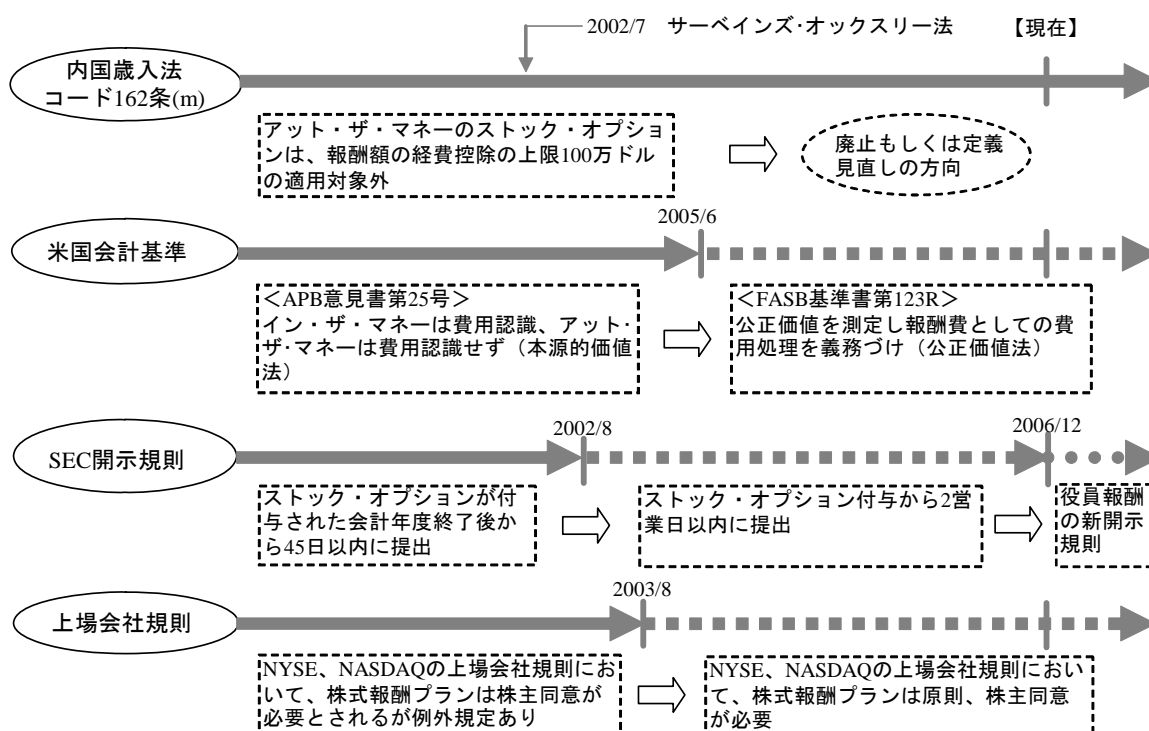 2002/7 サーベインズ・オックスリー法
【現在】
内国歳入法
コード162条(m)
アット・ザ・マネーのストック・オプショ
ンは、報酬額の経費控除の上限100万ドル
の適用対象外
廃止もしくは定義
見直しの方向
2005/6
米国会計基準
＜APB意見書第25号＞
イン・ザ・マネーは費用認識、アット・
ザ・マネーは費用認識せず（本源的価値
法）
＜FASB基準書第123R＞
公正価値を測定し報酬費としての費
用処理を義務づけ（公正価値法）
2002/8
2006/12
SEC開示規則
ストック・オプションが付
与された会計年度終了後か
ら45日以内に提出
ストック・オプション付与から2営
業日以内に提出
役員報酬
の新開示
規則
2003/8
上場会社規則
NYSE、NASDAQの上場会社規則にお
いて、株式報酬プランは株主同意が
必要とされるが例外規定あり
NYSE、NASDAQの上場会社規則におい
て、株式報酬プランは原則、株主同意
が必要